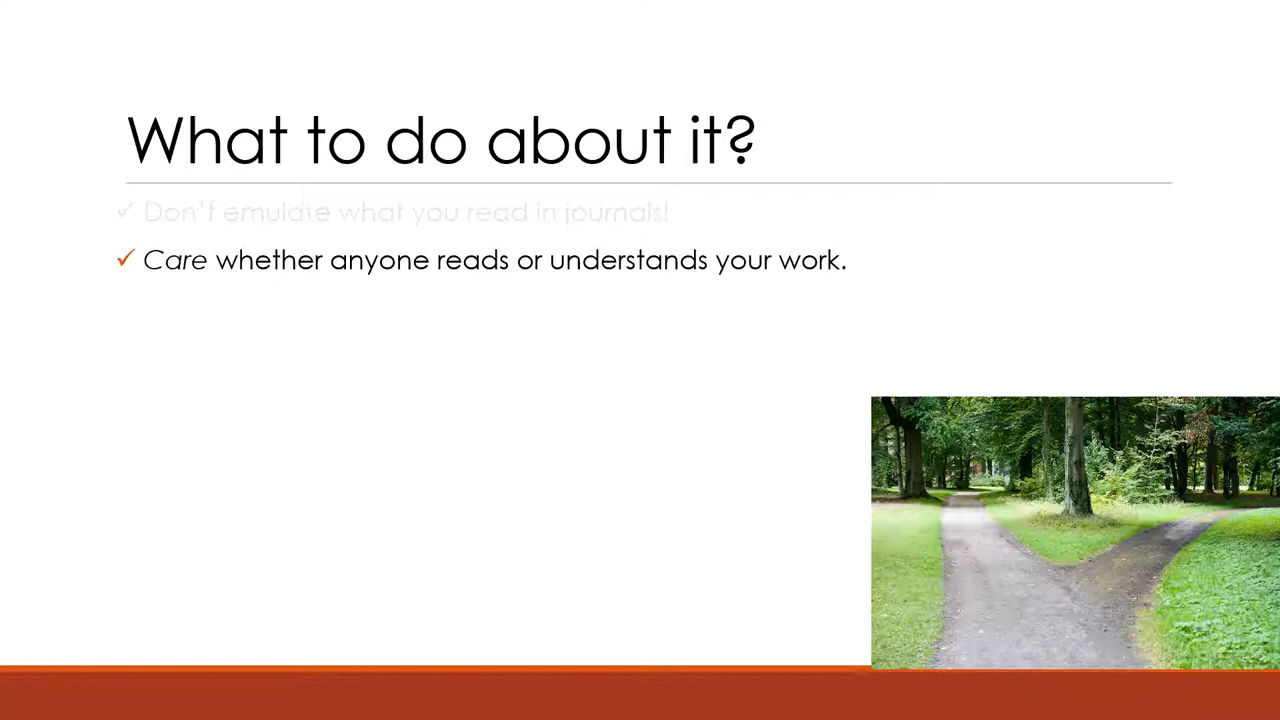 What to do about it?
✓ Don't emulate what you read in journals!
✓ Care whether anyone reads or understands your work.